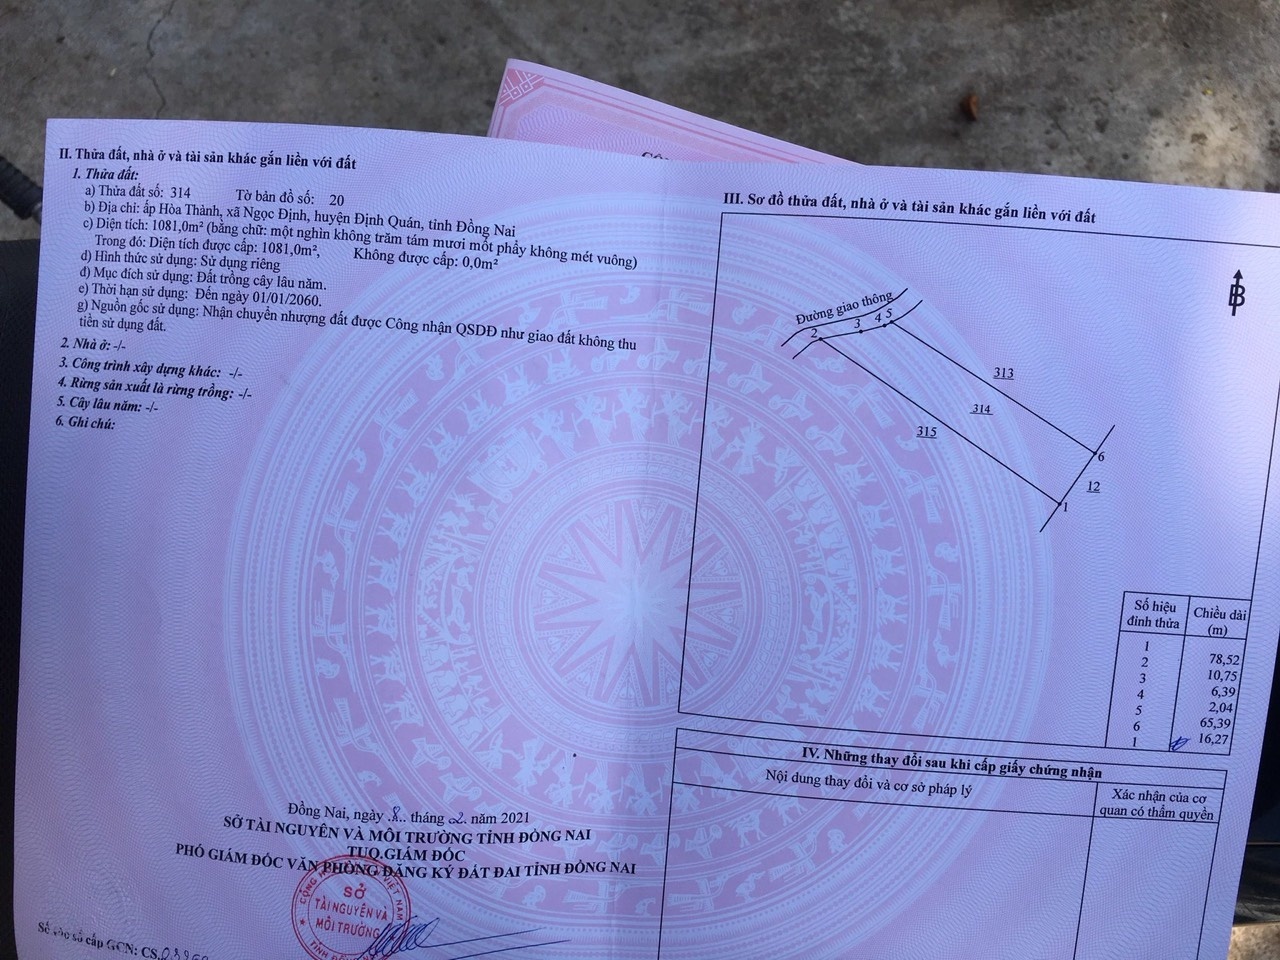 II. Thửa đất, nhà ở và tài sản khác gắn liền với đất
1. Thửa đất:
a) Thửa đất số: 314 Tờ bản đồ số: 20
b) Địa chỉ: ấp Hòa Thành, xã Ngọc Định, huyện Định Quán, tỉnh Đồng Nai
c) Diện tích: 1081,0m² (bằng chữ: một nghìn không trăm tám mươi mốt phẩy không mét vuông)
Trong đó: Diện tích được cấp: 1081,0m², Không được cấp: 0,0m²
d) Hình thức sử dụng: Sử dụng riêng
đ) Mục đích sử dụng: Đất trồng cây lâu năm.
e) Thời hạn sử dụng: Đến ngày 01/01/2060.
g) Nguồn gốc sử dụng: Nhận chuyển nhượng đất được Công nhận QSDĐ như giao đất không thu
tiền sử dụng đất.
2. Nhà ở: -/-
3. Công trình xây dựng khác: -/-
4. Rừng sản xuất là rừng trồng: -/-
5. Cây lâu năm: -/-
6. Ghi chú:
Đồng Nai, ngày 8 tháng 02 năm 2021
SỞ TÀI NGUYÊN VÀ MÔI TRƯỜNG TỈNH ĐỒNG NAI
TUQ.GIÁM ĐỐC
PHÓ GIÁM ĐỐC VĂN PHÒNG ĐĂNG KÝ ĐẤT ĐAI TỈNH ĐỒNG NAI
SỞ
TÀI NGUYÊN VÀ
MÔI TRƯỜNG
Số vào sổ cấp GCN: CS
III. Sơ đồ thửa đất, nhà ở và tài sản khác gắn liền với đất
B
Đường giao thông
2 3 4 5
313
314
315
6
12
1
Số hiệu đỉnh thửa Chiều dài (m)
1
2 78,52
3 10,75
4 6,39
5 2,04
6 65,39
1 16,27
IV. Những thay đổi sau khi cấp giấy chứng nhận
Nội dung thay đổi và cơ sở pháp lý
Xác nhận của cơ
quan có thẩm quyền